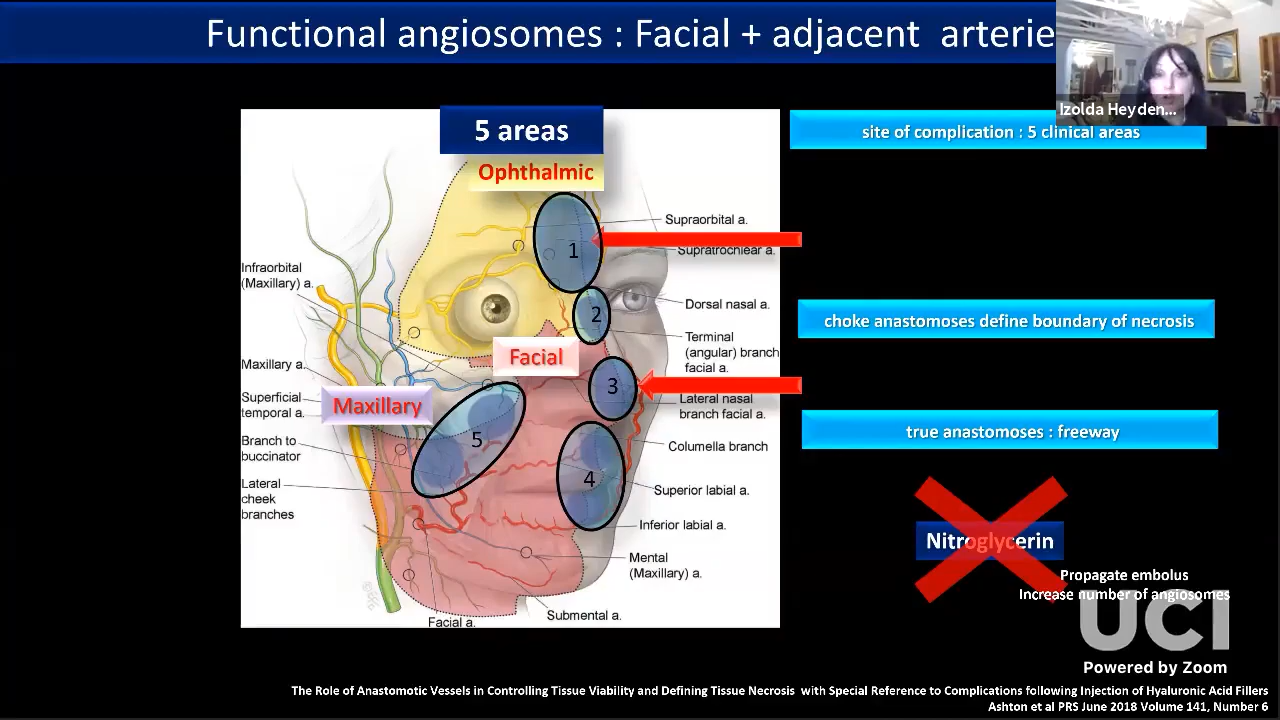 Functional angiosomes : Facial + adjacent arterie
Izolda Heyden...
5 areas
site of complication : 5 clinical areas
Ophthalmic
Supraorbital a.
1
Supratrochlear a.
Infraorbital
(Maxillary) a.
Dorsal nasal a.
2
choke anastomoses define boundary of necrosis
Terminal
(angular) branch
facial a.
Facial
Maxillary a.
3
Superficial
temporal a.
Maxillary
Lateral nasal
branch facial a.
true anastomoses : freeway
Branch to
buccinator
5
Columella branch
Lateral
cheek
branches
4
Superior labial a.
Inferior labial a.
Nitroglycerin
Mental
(Maxillary) a.
Propagate embolus
Increase number of angiosomes
Submental a.
Facial a.
UCI
Powered by Zoom
The Role of Anastomotic Vessels in Controlling Tissue Viability and Defining Tissue Necrosis with Special Reference to Complications following Injection of Hyaluronic Acid Fillers
Ashton et al PRS June 2018 Volume 141, Number 6